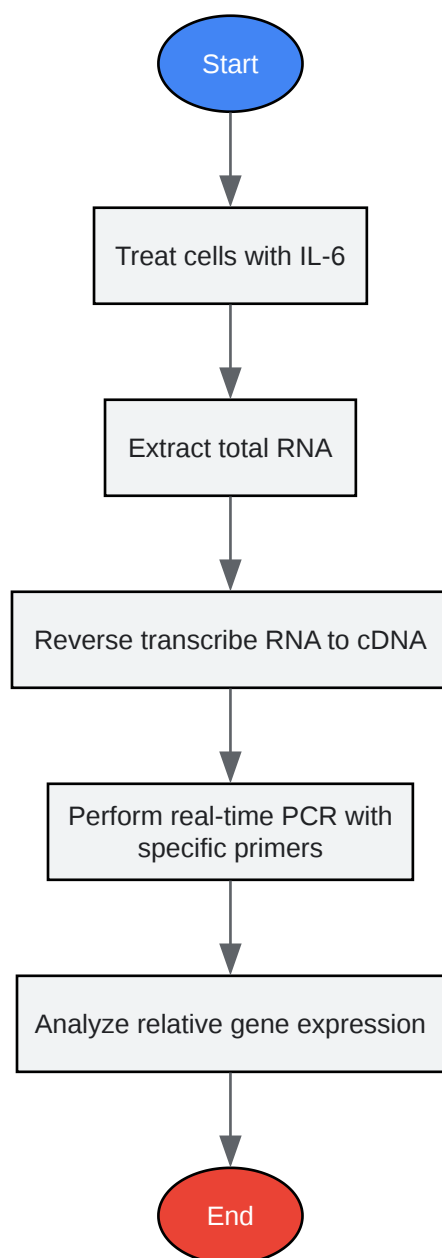 Start
Treat cells with IL-6
Extract total RNA
Reverse transcribe RNA to cDNA
Perform real-time PCR with
specific primers
Analyze relative gene expression
End